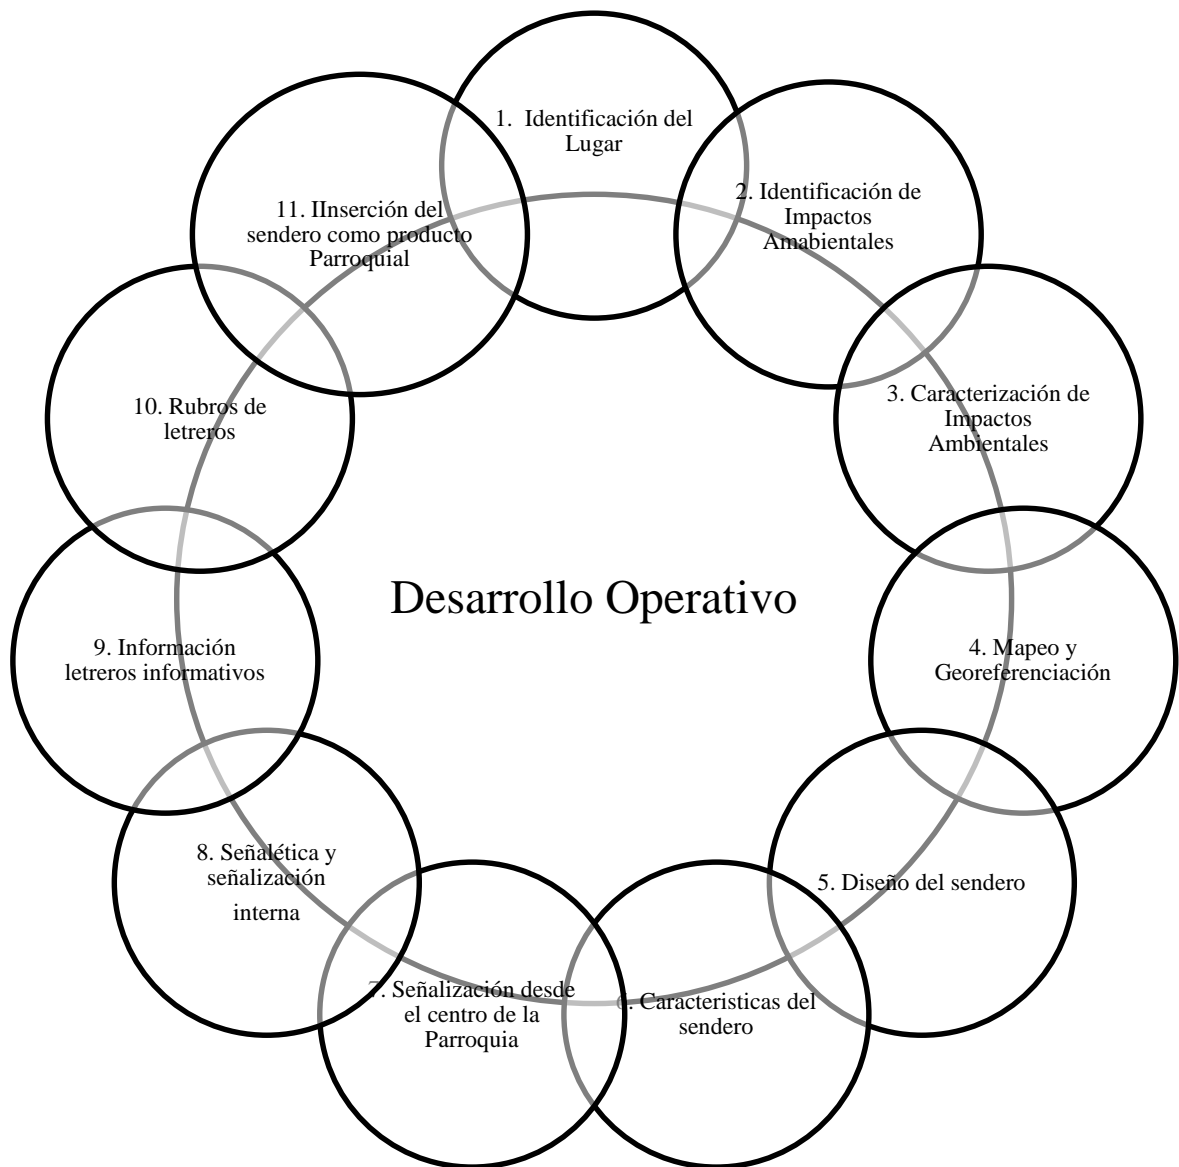 1. Identificación del
Lugar
2. Identificación de
Impactos
Amabientales
3. Caracterización de
Impactos
Ambientales
4. Mapeo y
Georeferenciación
5. Diseño del sendero
6. Caracteristicas del
sendero
7. Señalización desde
el centro de la
Parroquia
8. Señalética y
señalización
interna
9. Información
letreros informativos
10. Rubros de
letreros
11. IInserción del
sendero como producto
Parroquial
Desarrollo Operativo